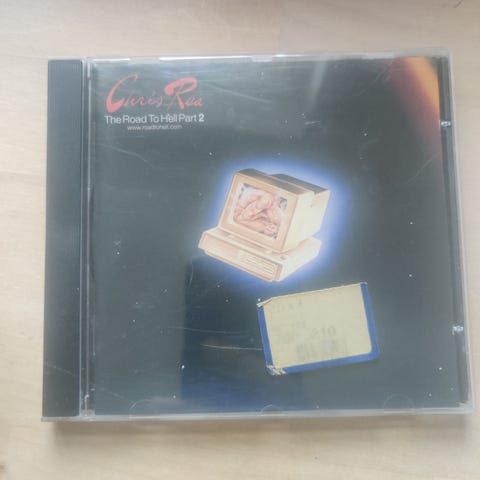 Chris Rea
The Road To Hell Part 2
www.roadtohell.com